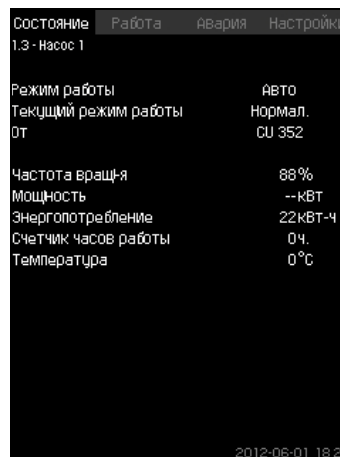 Состояние Работа Авария Настройки
1.3 - Насос 1
Режим работы АВТО
Текущий режим работы Нормал.
От CU 352
Частота вращ-я 88%
Мощность --кВт
Энергопотребление 22кВт-ч
Счетчик часов работы 0ч.
Температура 0°C
2012-06-01 18:2